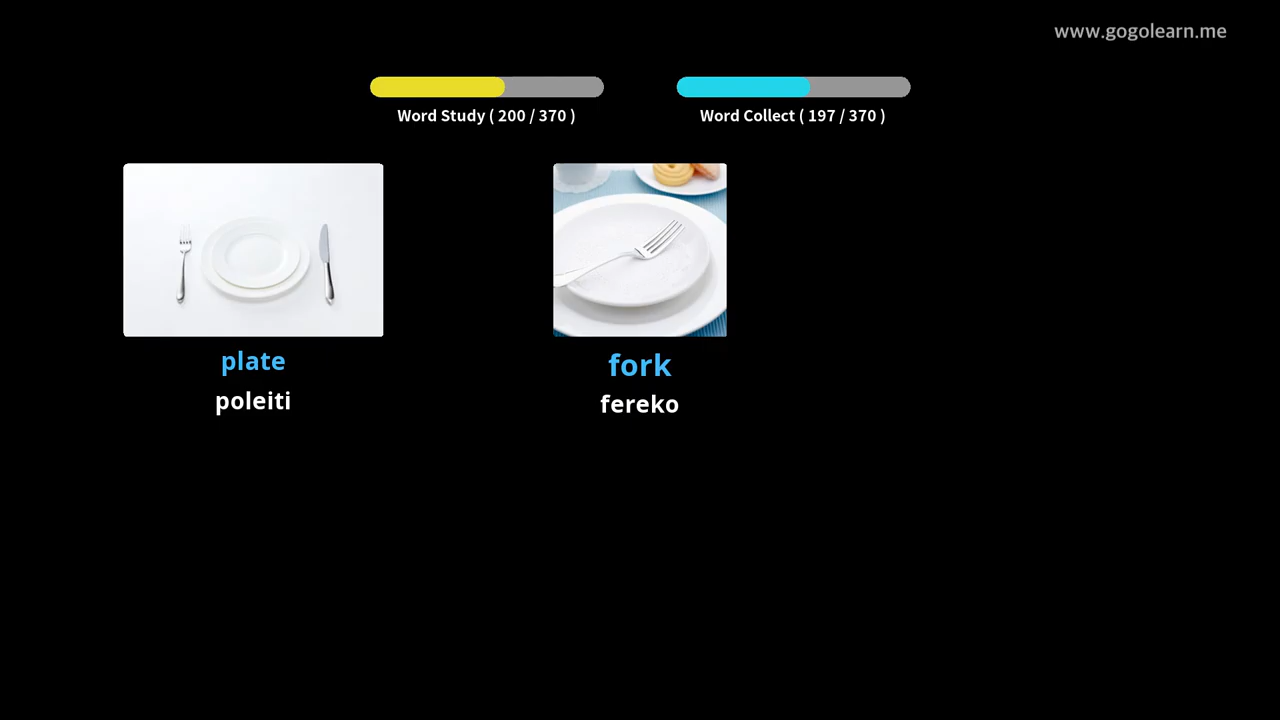 www.gogolearn.me
Word Study ( 200 / 370 )
Word Collect ( 197 / 370 )
plate
poleiti
fork
fereko